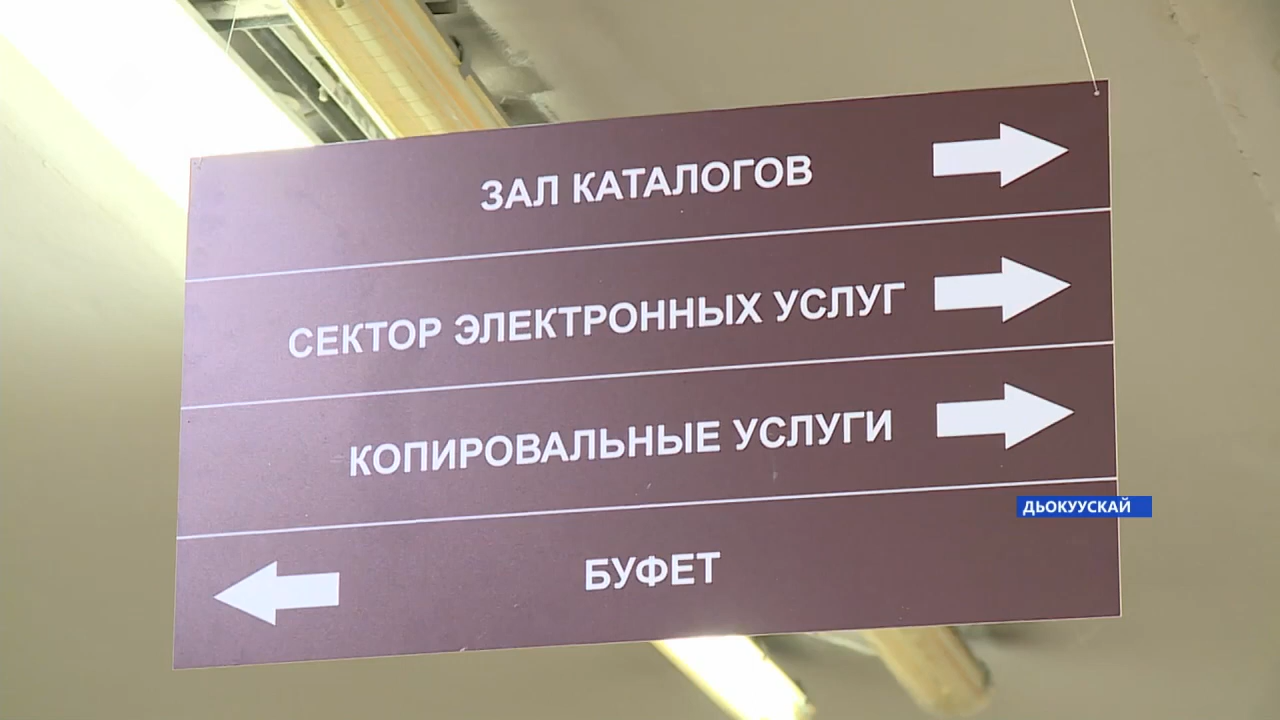 ЗАЛ КАТАЛОГОВ
СЕКТОР ЭЛЕКТРОННЫХ УСЛУГ
КОПИРОВАЛЬНЫЕ УСЛУГИ
ДЬОКУУСКАЙ
БУФЕТ